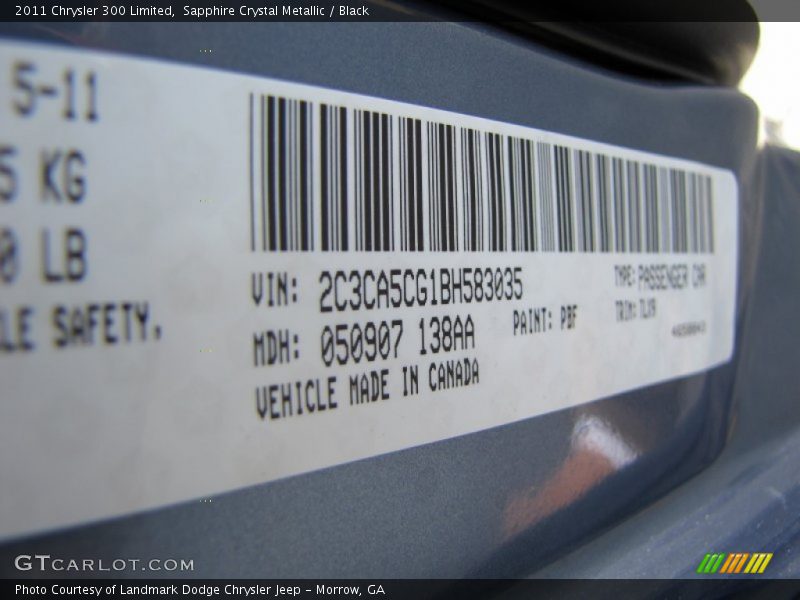 2011 Chrysler 300 Limited, Sapphire Crystal Metallic / Black
5-11
5 KG
0 LB
LE SAFETY.
VIN: 2C3CA5CG1BH583035
TYPE: PASSENGER CAR
MDH: 050907 138AA
PAINT: PBF
TRIM: TLX9
VEHICLE MADE IN CANADA
GTCARLOT.COM
Photo Courtesy of Landmark Dodge Chrysler Jeep - Morrow, GA